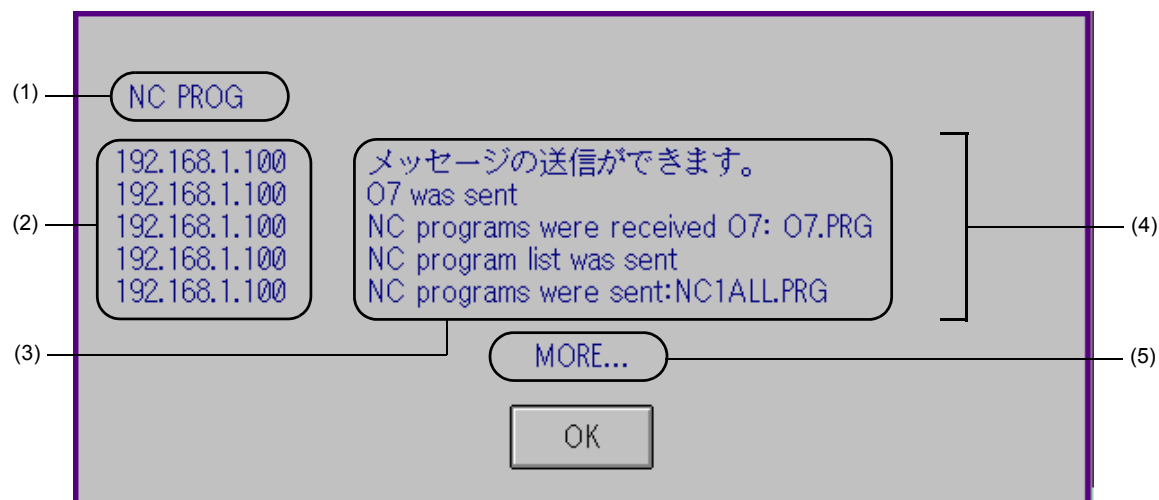 (1) NC PROG
192.168.1.100 メッセージの送信ができます。
192.168.1.100 O7 was sent
(2) 192.168.1.100 NC programs were received O7: O7.PRG (4)
192.168.1.100 NC program list was sent
192.168.1.100 NC programs were sent:NC1ALL.PRG
(3) MORE... (5)
OK